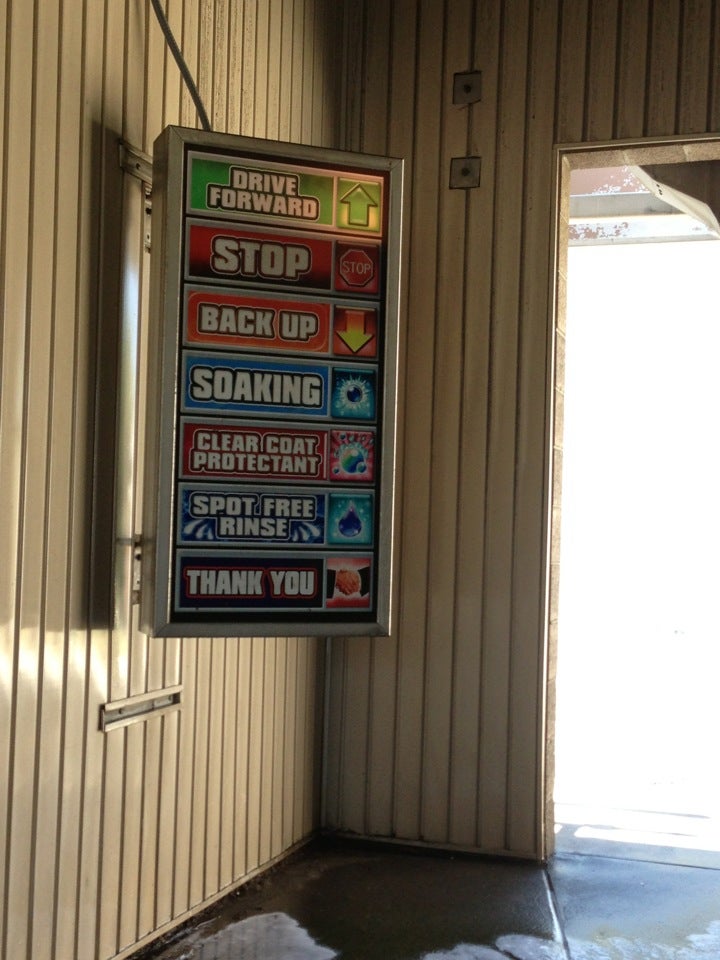 DRIVE
FORWARD
STOP
STOP
BACK UP
SOAKING
CLEAR COAT
PROTECTANT
SPOT FREE
RINSE
THANK YOU